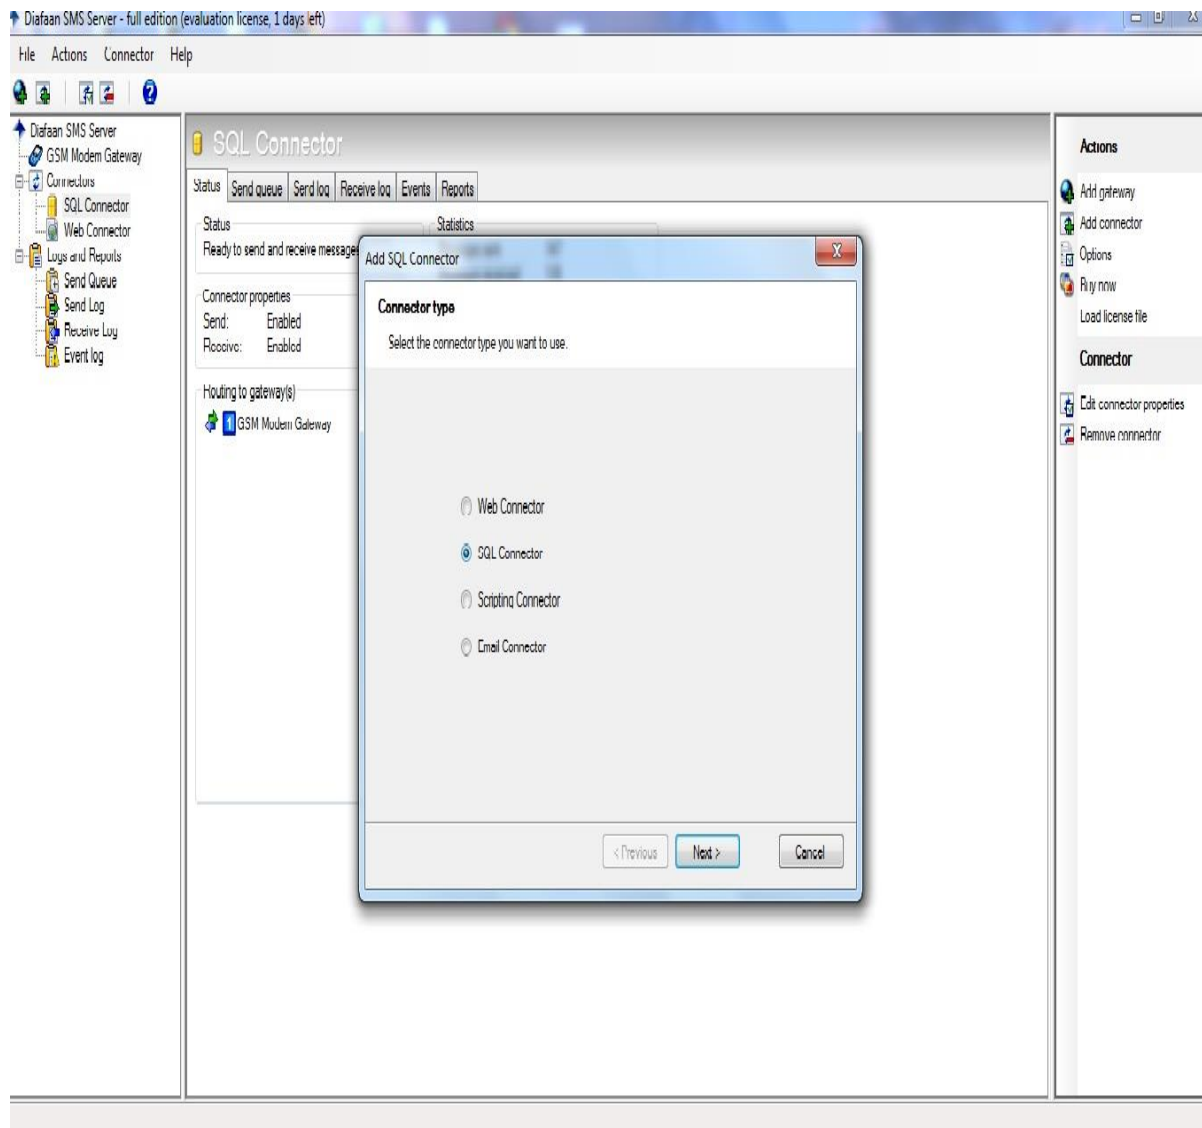 Diafaan SMS Server - full edition (evaluation license, 1 days left)
File Actions Connector Help
Diafaan SMS Server
GSM Modem Gateway
Connectors
SQL Connector
Web Connector
Logs and Reports
Send Queue
Send Log
Receive Log
Event log
SQL Connector
Status Send queue Send log Receive log Events Reports
Status
Ready to send and receive messages
Statistics
Connector properties
Send: Enabled
Receive: Enabled
Routing to gateway(s)
1 GSM Modem Gateway
Add SQL Connector
X
Connector type
Select the connector type you want to use.
Web Connector
SQL Connector
Scripting Connector
Email Connector
< Previous Next > Cancel
Actions
Add gateway
Add connector
Options
Buy now
Load license file
Connector
Edit connector properties
Remove connector